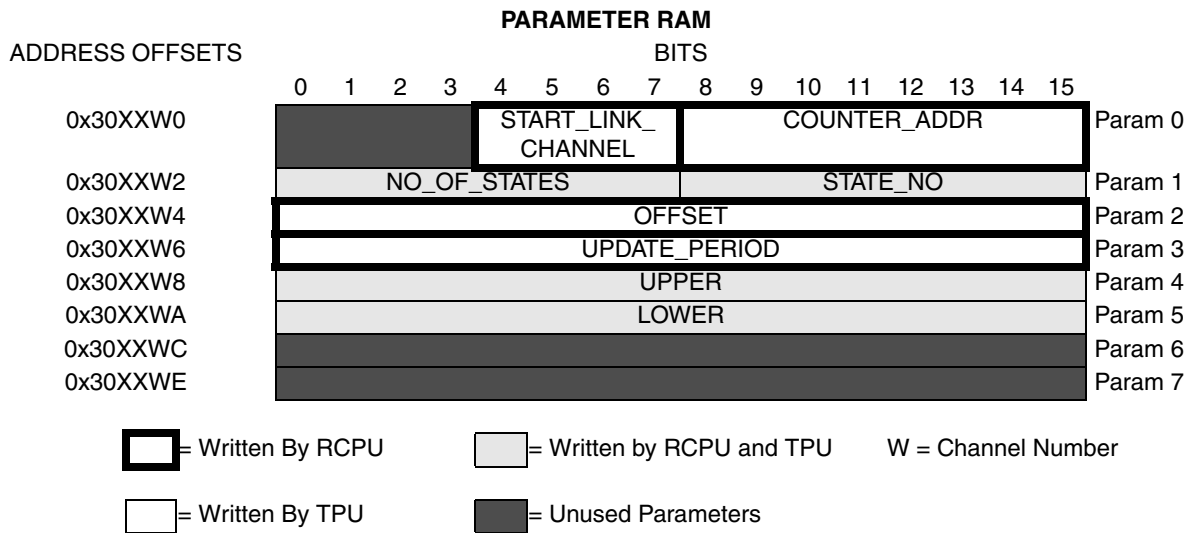 PARAMETER RAM
ADDRESS OFFSETS BITS
0 1 2 3 4 5 6 7 8 9 10 11 12 13 14 15
0x30XXW0 START_LINK_ COUNTER_ADDR Param 0
CHANNEL
0x30XXW2 NO_OF_STATES STATE_NO Param 1
0x30XXW4 OFFSET Param 2
0x30XXW6 UPDATE_PERIOD Param 3
0x30XXW8 UPPER Param 4
0x30XXWA LOWER Param 5
0x30XXWC Param 6
0x30XXWE Param 7
= Written By RCPU = Written by RCPU and TPU W = Channel Number
= Written By TPU = Unused Parameters